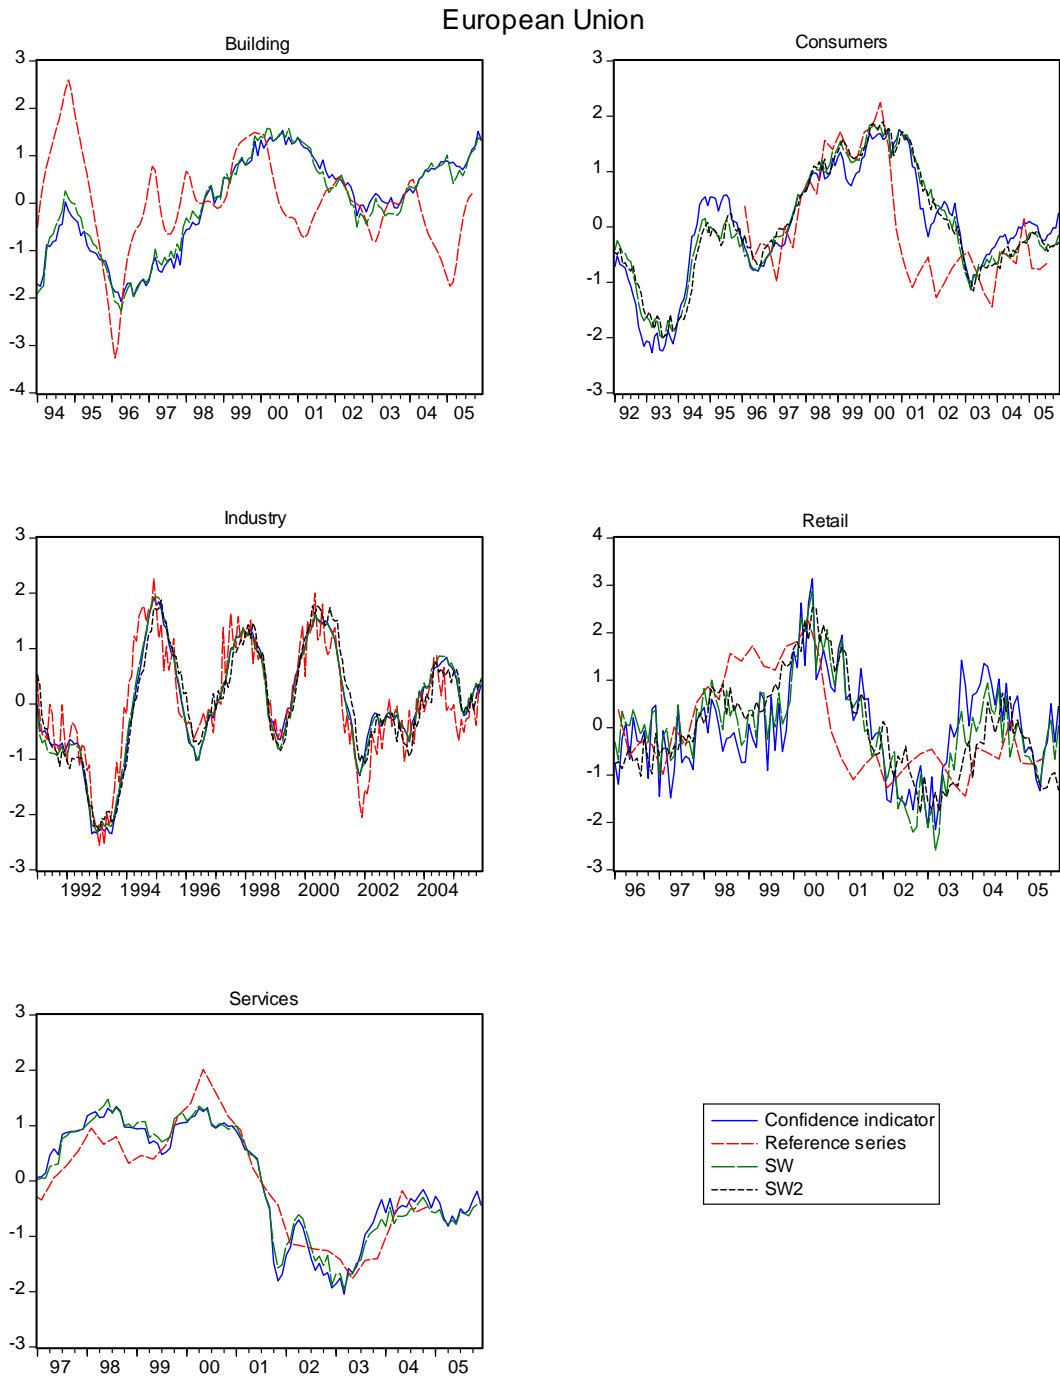 European Union
Building
3
2
1
0
-1
-2
-3
-4
94 95 96 97 98 99 00 01 02 03 04 05
Consumers
3
2
1
0
-1
-2
-3
92 93 94 95 96 97 98 99 00 01 02 03 04 05
Industry
3
2
1
0
-1
-2
-3
1992 1994 1996 1998 2000 2002 2004
Retail
4
3
2
1
0
-1
-2
-3
96 97 98 99 00 01 02 03 04 05
Services
3
2
1
0
-1
-2
-3
97 98 99 00 01 02 03 04 05
Confidence indicator
Reference series
SW
SW2